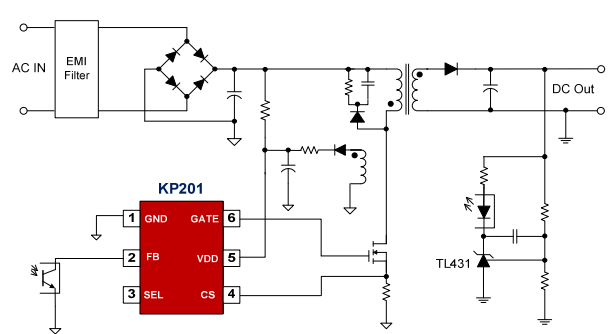 AC IN
EMI
Filter
DC Out
KP201
1 GND GATE 6
2 FB VDD 5
3 SEL CS 4
TL431